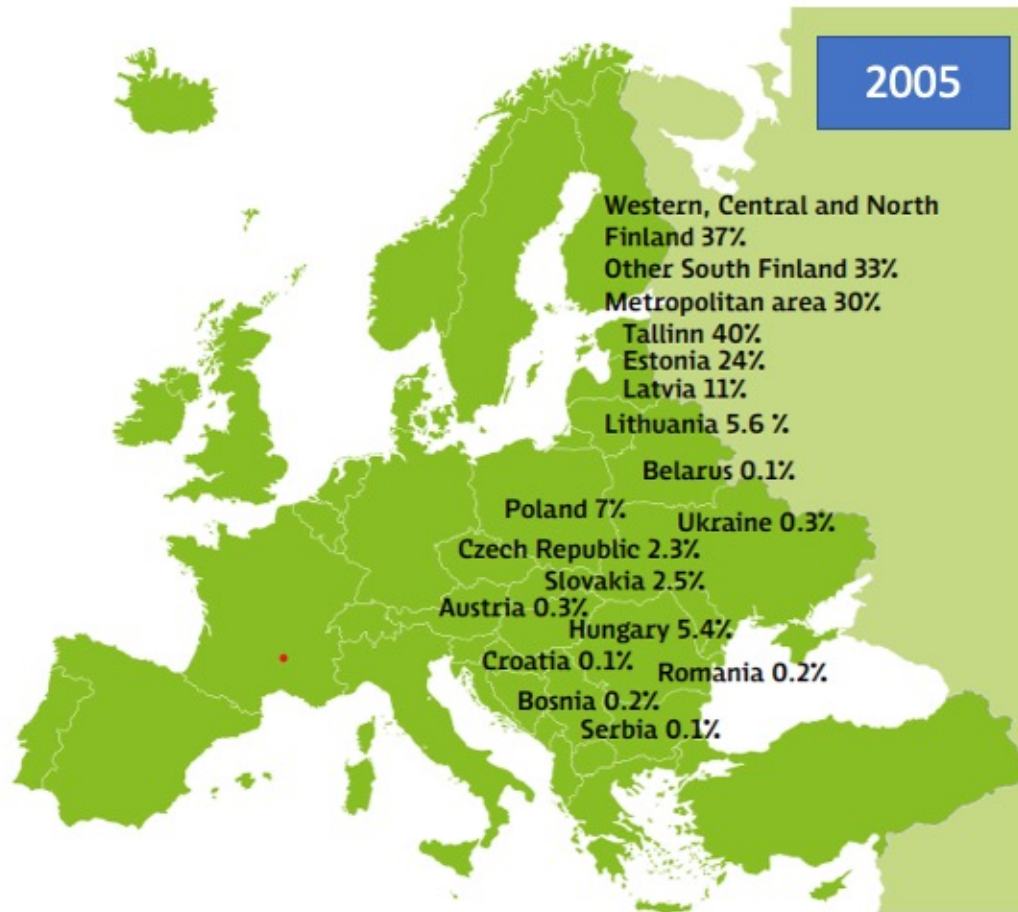 2005
Western, Central and North
Finland 37%
Other South Finland 33%
Metropolitan area 30%
Tallinn 40%
Estonia 24%
Latvia 11%
Lithuania 5.6 %
Belarus 0.1%
Poland 7%
Ukraine 0.3%
Czech Republic 2.3%
Slovakia 2.5%
Austria 0.3%
Hungary 5.4%
Croatia 0.1%
Romania 0.2%
Bosnia 0.2%
Serbia 0.1%